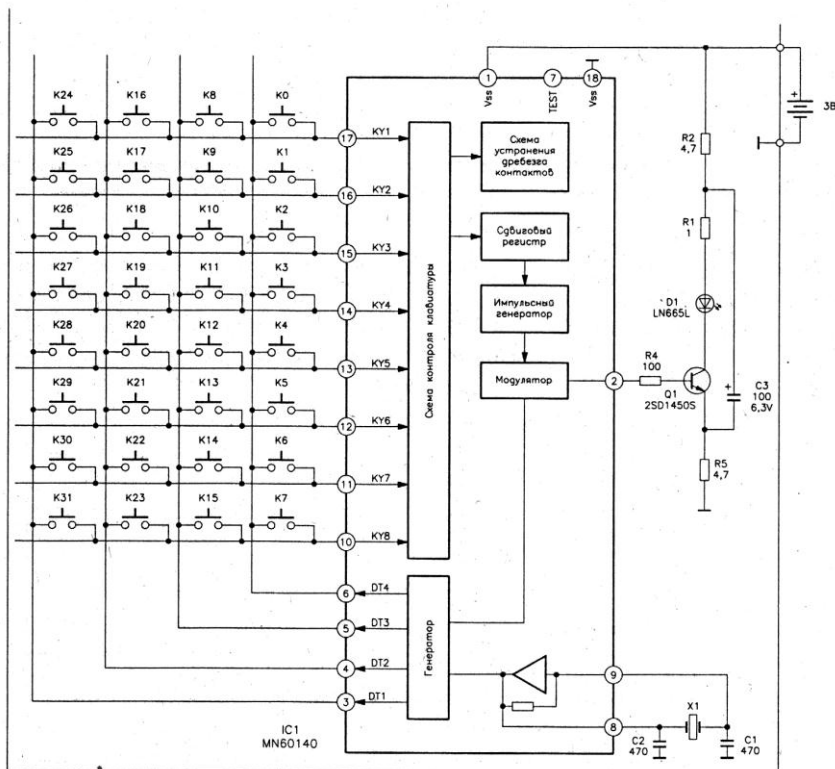 1
7
18
Vss
TEST
Vss
3В
K24 K16 K8 K0
17 KY1
K25 K17 K9 K1
16 KY2
K26 K18 K10 K2
15 KY3
K27 K19 K11 K3
14 KY4
K28 K20 K12 K4
13 KY5
K29 K21 K13 K5
12 KY6
K30 K22 K14 K6
11 KY7
K31 K23 K15 K7
10 KY8
Схема контроля клавиатуры
Схема
устранения
дребезга
контактов
Сдвиговый
регистр
Импульсный
генератор
Модулятор
2
R2
4,7
R1
1
D1
LN665L
R4
100
Q1
2SD1450S
C3
100
6,3V
R5
4,7
6 DT4
5 DT3
4 DT2
3 DT1
Генератор
9
8
X1
C2
470
C1
470
IC1
MN60140